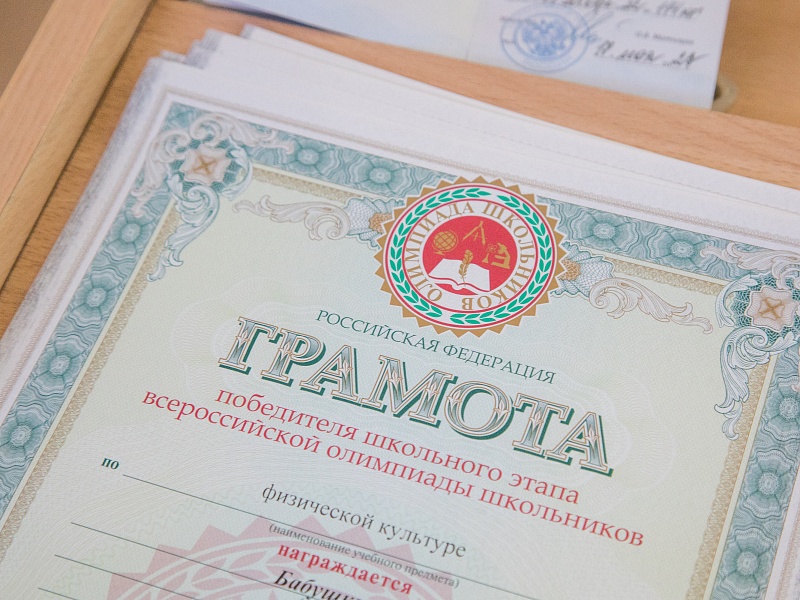 ОЛИМПИАДА ШКОЛЬНИКОВ
РОССИЙСКАЯ ФЕДЕРАЦИЯ
ГРАМОТА
победителя школьного этапа
всероссийской олимпиады школьников
по
физической культуре
(наименование учебного предмета)
награждается